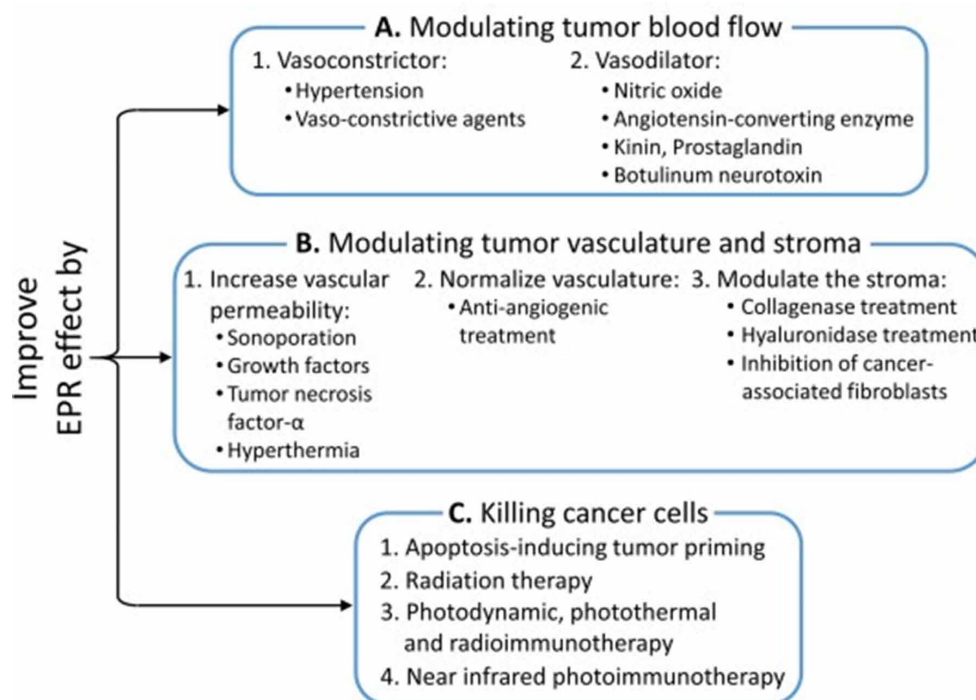 Improve
EPR effect by
A. Modulating tumor blood flow
1. Vasoconstrictor:
•Hypertension
•Vaso-constrictive agents
2. Vasodilator:
• Nitric oxide
• Angiotensin-converting enzyme
• Kinin, Prostaglandin
• Botulinum neurotoxin
B. Modulating tumor vasculature and stroma
1. Increase vascular
permeability:
• Sonoporation
• Growth factors
• Tumor necrosis
factor-α
• Hyperthermia
2. Normalize vasculature:
• Anti-angiogenic
treatment
3. Modulate the stroma:
• Collagenase treatment
• Hyaluronidase treatment
• Inhibition of cancer-
associated fibroblasts
C. Killing cancer cells
1. Apoptosis-inducing tumor priming
2. Radiation therapy
3. Photodynamic, photothermal
and radioimmunotherapy
4. Near infrared photoimmunotherapy